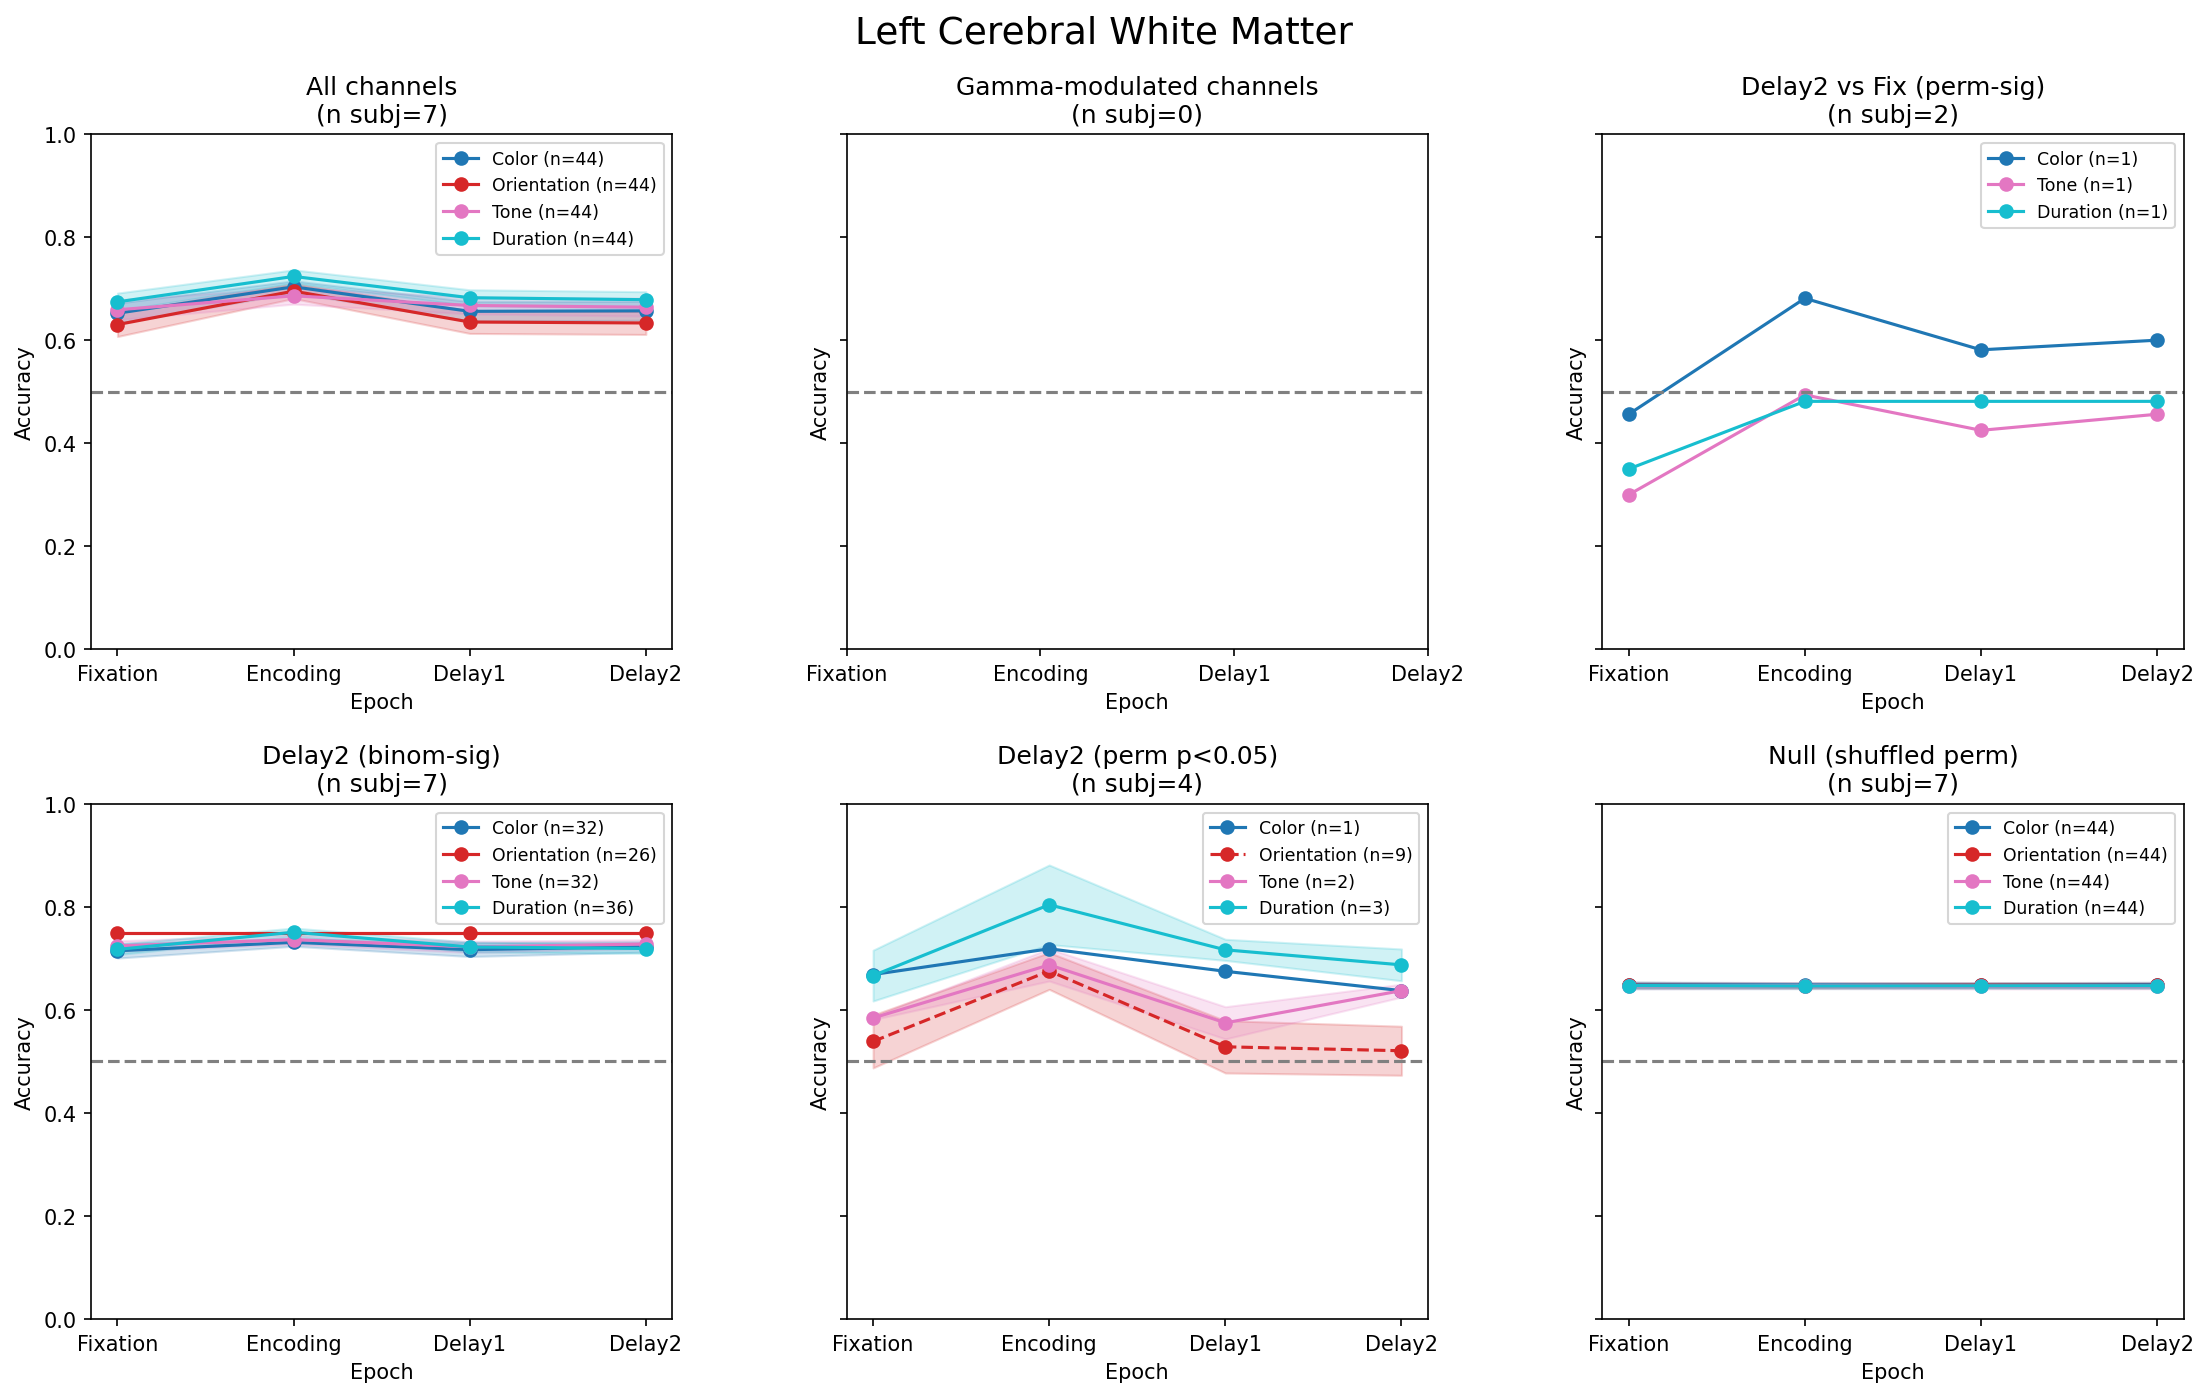 Left Cerebral White Matter
All channels
(n subj=7)
1.0
0.8
0.6
0.4
0.2
0.0
Accuracy
Color (n=44)
Orientation (n=44)
Tone (n=44)
Duration (n=44)
Fixation Encoding Delay1 Delay2
Epoch
Gamma-modulated channels
(n subj=0)
Accuracy
Fixation Encoding Delay1 Delay2
Epoch
Delay2 vs Fix (perm-sig)
(n subj=2)
Accuracy
Color (n=1)
Tone (n=1)
Duration (n=1)
Fixation Encoding Delay1 Delay2
Epoch
Delay2 (binom-sig)
(n subj=7)
1.0
0.8
0.6
0.4
0.2
0.0
Accuracy
Color (n=32)
Orientation (n=26)
Tone (n=32)
Duration (n=36)
Fixation Encoding Delay1 Delay2
Epoch
Delay2 (perm p<0.05)
(n subj=4)
Accuracy
Color (n=1)
Orientation (n=9)
Tone (n=2)
Duration (n=3)
Fixation Encoding Delay1 Delay2
Epoch
Null (shuffled perm)
(n subj=7)
Accuracy
Color (n=44)
Orientation (n=44)
Tone (n=44)
Duration (n=44)
Fixation Encoding Delay1 Delay2
Epoch